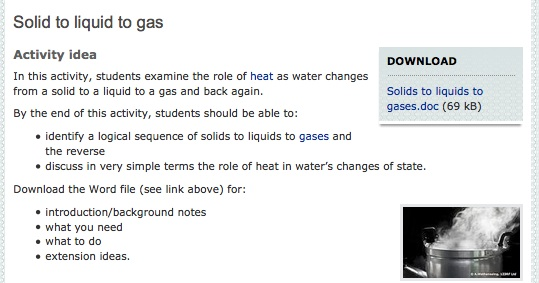 Solid to liquid to gas
Activity idea
In this activity, students examine the role of heat as water changes
from a solid to a liquid to a gas and back again.
By the end of this activity, students should be able to:
• identify a logical sequence of solids to liquids to gases and
the reverse
• discuss in very simple terms the role of heat in water's changes of state.
Download the Word file (see link above) for:
• introduction/background notes
• what you need
• what to do
• extension ideas.
DOWNLOAD
Solids to liquids to
gases.doc (69 kB)